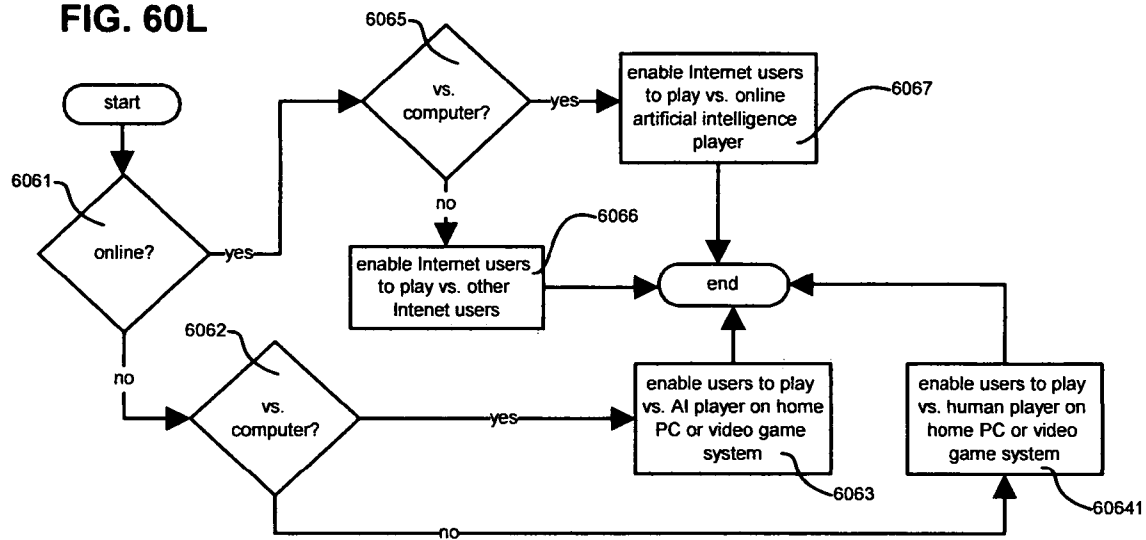 FIG. 60L
start
6061
online?
yes
no
6065
vs.
computer?
yes
no
enable Internet users
to play vs. online
artificial intelligence
player
6067
6066
enable Internet users
to play vs. other
Intenet users
end
6062
vs.
computer?
yes
no
enable users to play
vs. AI player on home
PC or video game
system
6063
enable users to play
vs. human player on
home PC or video
game system
60641